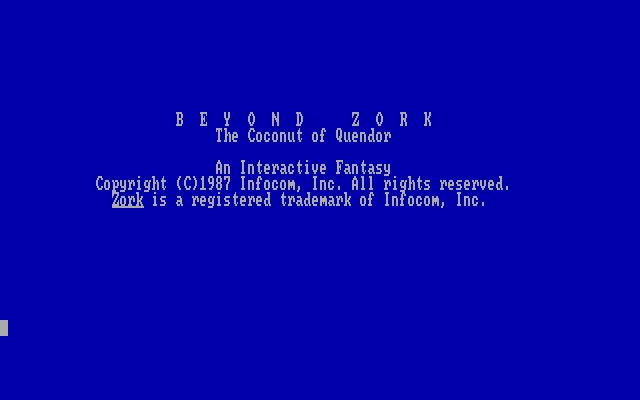 B E Y O N D   Z O R K
The Coconut of Quendor
An Interactive Fantasy
Copyright (C)1987 Infocom, Inc. All rights reserved.
Zork is a registered trademark of Infocom, Inc.